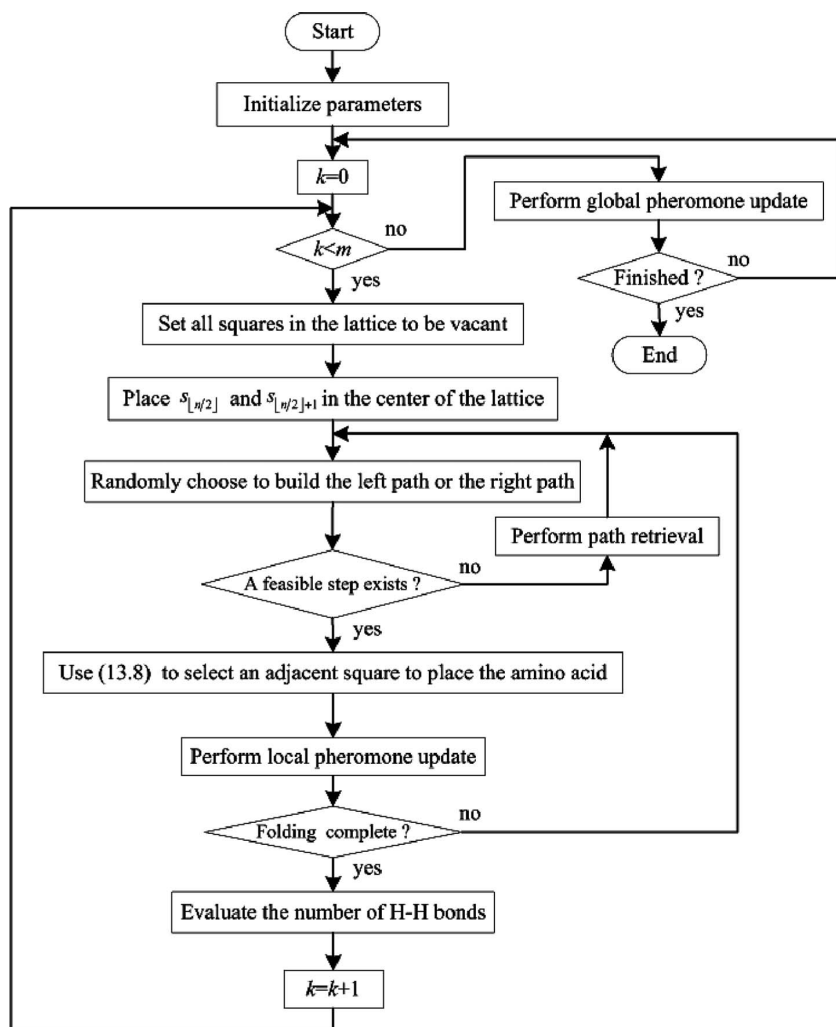 Start
Initialize parameters
k=0
no
Perform global pheromone update
k<m
no
yes
Finished ?
Set all squares in the lattice to be vacant
yes
End
Place s⌊n/2⌋ and s⌊n/2⌋+1 in the center of the lattice
Randomly choose to build the left path or the right path
Perform path retrieval
no
A feasible step exists ?
yes
Use (13.8) to select an adjacent square to place the amino acid
Perform local pheromone update
no
Folding complete ?
yes
Evaluate the number of H-H bonds
k=k+1